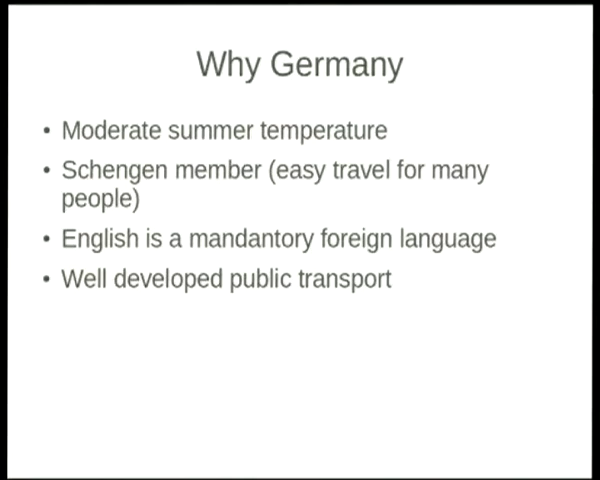 Why Germany
• Moderate summer temperature
• Schengen member (easy travel for many
people)
• English is a mandantory foreign language
• Well developed public transport